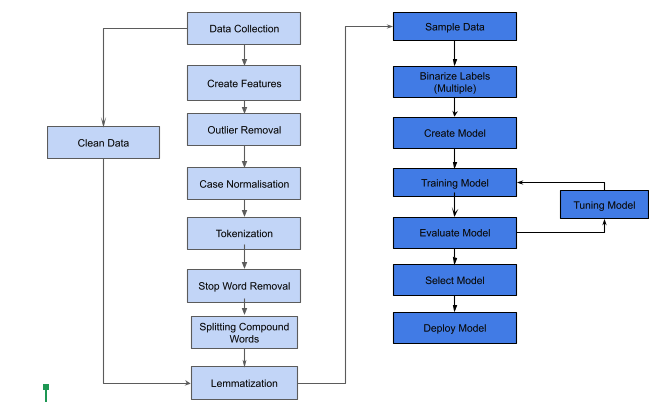 Data Collection
Create Features
Outlier Removal
Clean Data
Case Normalisation
Tokenization
Stop Word Removal
Splitting Compound
Words
Lemmatization
Sample Data
Binarize Labels
(Multiple)
Create Model
Training Model
Tuning Model
Evaluate Model
Select Model
Deploy Model